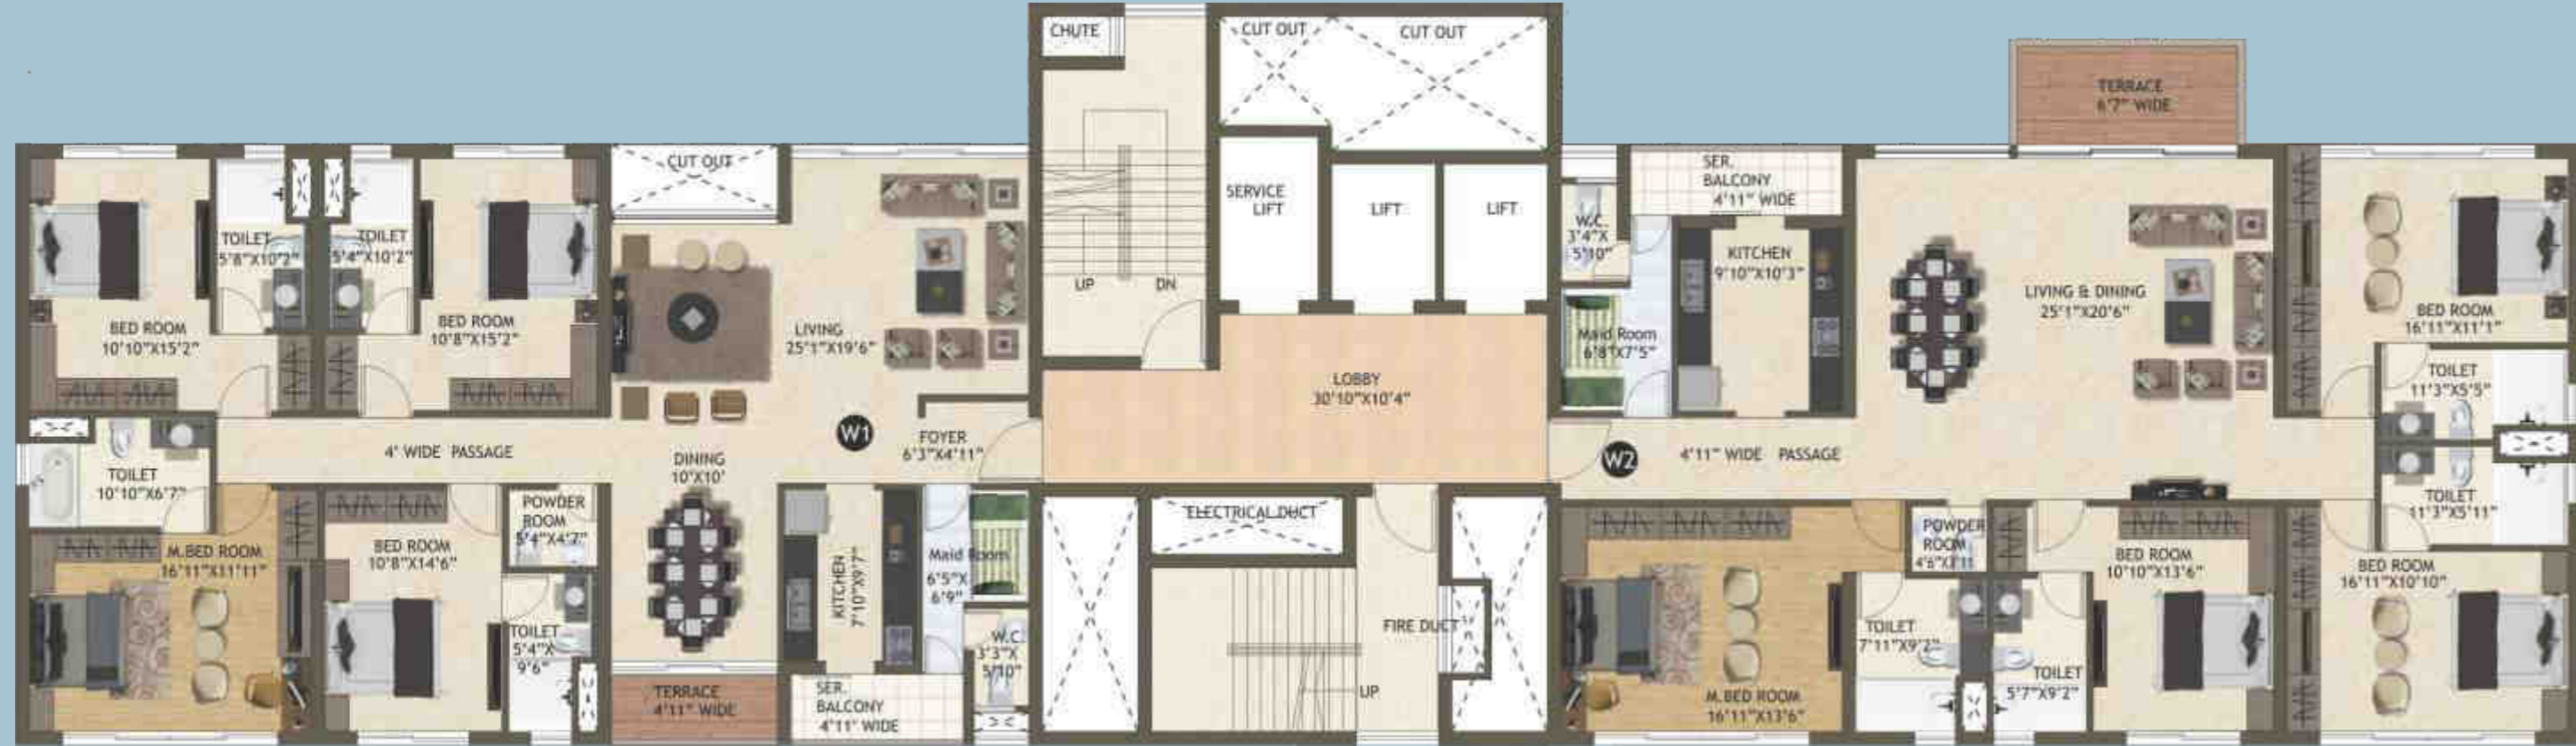 CHUTE
CUT OUT
CUT OUT
TERRACE
6'7" WIDE
CUT OUT
SERVICE
LIFT
LIFT
LIFT
SER.
BALCONY
4'11" WIDE
W.C.
3'4"X
5'10"
TOILET
5'8"X10'2"
TOILET
5'4"X10'2"
KITCHEN
9'10"X10'3"
UP
DN
LIVING & DINING
25'1"X20'6"
BED ROOM
10'10"X15'2"
BED ROOM
10'8"X15'2"
LIVING
25'1"X19'6"
Maid Room
6'8"X7'5"
BED ROOM
16'11"X11'1"
LOBBY
30'10"X10'4"
TOILET
11'3"X5'5"
W1
FOYER
6'3"X4'11"
4' WIDE PASSAGE
DINING
10'X10'
W2
4'11" WIDE PASSAGE
TOILET
10'10"X6'7"
TOILET
11'3"X5'11"
POWDER
ROOM
5'4"X4'7"
ELECTRICAL DUCT
POWDER
ROOM
M.BED ROOM
16'11"X11'11"
BED ROOM
10'8"X14'6"
KITCHEN
7'10"X9'7"
Maid Room
6'5"X
6'9"
BED ROOM
10'10"X13'6"
BED ROOM
16'11"X10'10"
TOILET
5'4"X
9'6"
W.C.
3'3"X
5'10"
FIRE DUCT
TOILET
7'11"X9'2"
TOILET
5'7"X9'2"
TERRACE
4'11" WIDE
SER.
BALCONY
4'11" WIDE
UP
M.BED ROOM
16'11"X13'6"